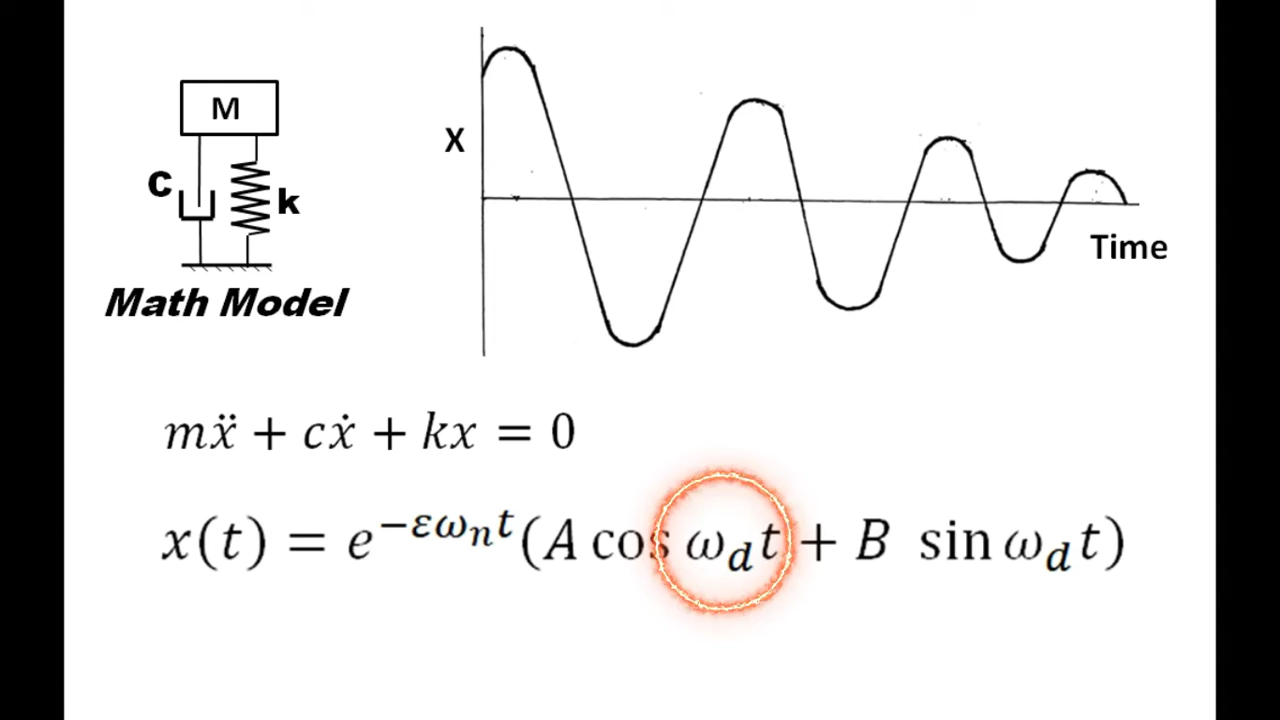 M
C
k
Math Model
X
Time
mẍ + cẋ + kx = 0
x(t) = e^{−εω_n t}(A cos ω_d t + B sin ω_d t)